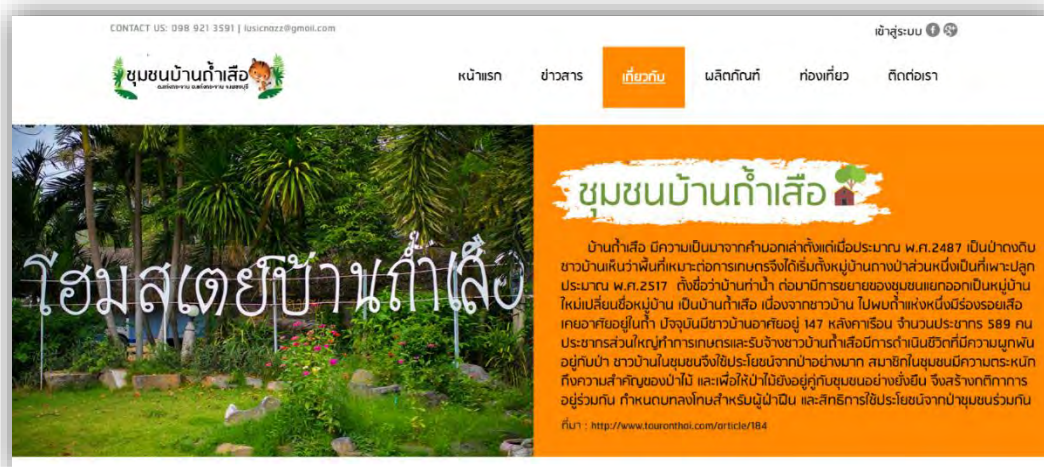 CONTACT US: 098 921 3591 | lusicnazz@gmail.com
เข้าสู่ระบบ
ชุมชนบ้านถ้ำเสือ
อ.แก่งกระจาน จ.เพชรบุรี
หน้าแรก ข่าวสาร เกี่ยวกับ ผลิตภัณฑ์ ท่องเที่ยว ติดต่อเรา
โฮมสเตย์บ้านถ้ำเสือ
ชุมชนบ้านถ้ำเสือ
บ้านถ้ำเสือ มีความเป็นมาจากคำบอกเล่าตั้งแต่เมื่อประมาณ พ.ศ.2487 เป็นป่าดงดิบ
ชาวบ้านเห็นว่าพื้นที่เหมาะต่อการเกษตรจึงได้เริ่มตั้งหมู่บ้านถางป่าส่วนหนึ่งเป็นที่เพาะปลูก
ประมาณ พ.ศ.2517 ตั้งชื่อว่าบ้านท่าน้ำ ต่อมามีการขยายของชุมชนแยกออกเป็นหมู่บ้าน
ใหม่เปลี่ยนชื่อหมู่บ้าน เป็นบ้านถ้ำเสือ เนื่องจากชาวบ้าน ไปพบถ้ำแห่งหนึ่งมีร่องรอยเสือ
เคยอาศัยอยู่ในถ้ำ ปัจจุบันมีชาวบ้านอาศัยอยู่ 147 หลังคาเรือน จำนวนประชากร 589 คน
ประชากรส่วนใหญ่ทำการเกษตรและรับจ้างชาวบ้านถ้ำเสือมีการดำเนินชีวิตที่มีความผูกพัน
อยู่กับป่า ชาวบ้านในชุมชนจึงใช้ประโยชน์จากป่าอย่างมาก สมาชิกในชุมชนมีความตระหนัก
ถึงความสำคัญของป่าไม้ และเพื่อให้ป่าไม้ยังอยู่คู่กับชุมชนอย่างยั่งยืน จึงสร้างกติกาการ
อยู่ร่วมกัน กำหนดบทลงโทษสำหรับผู้ฝ่าฝืน และสิทธิการใช้ประโยชน์จากป่าชุมชนร่วมกัน
ที่มา : http://www.touronthai.com/article/184